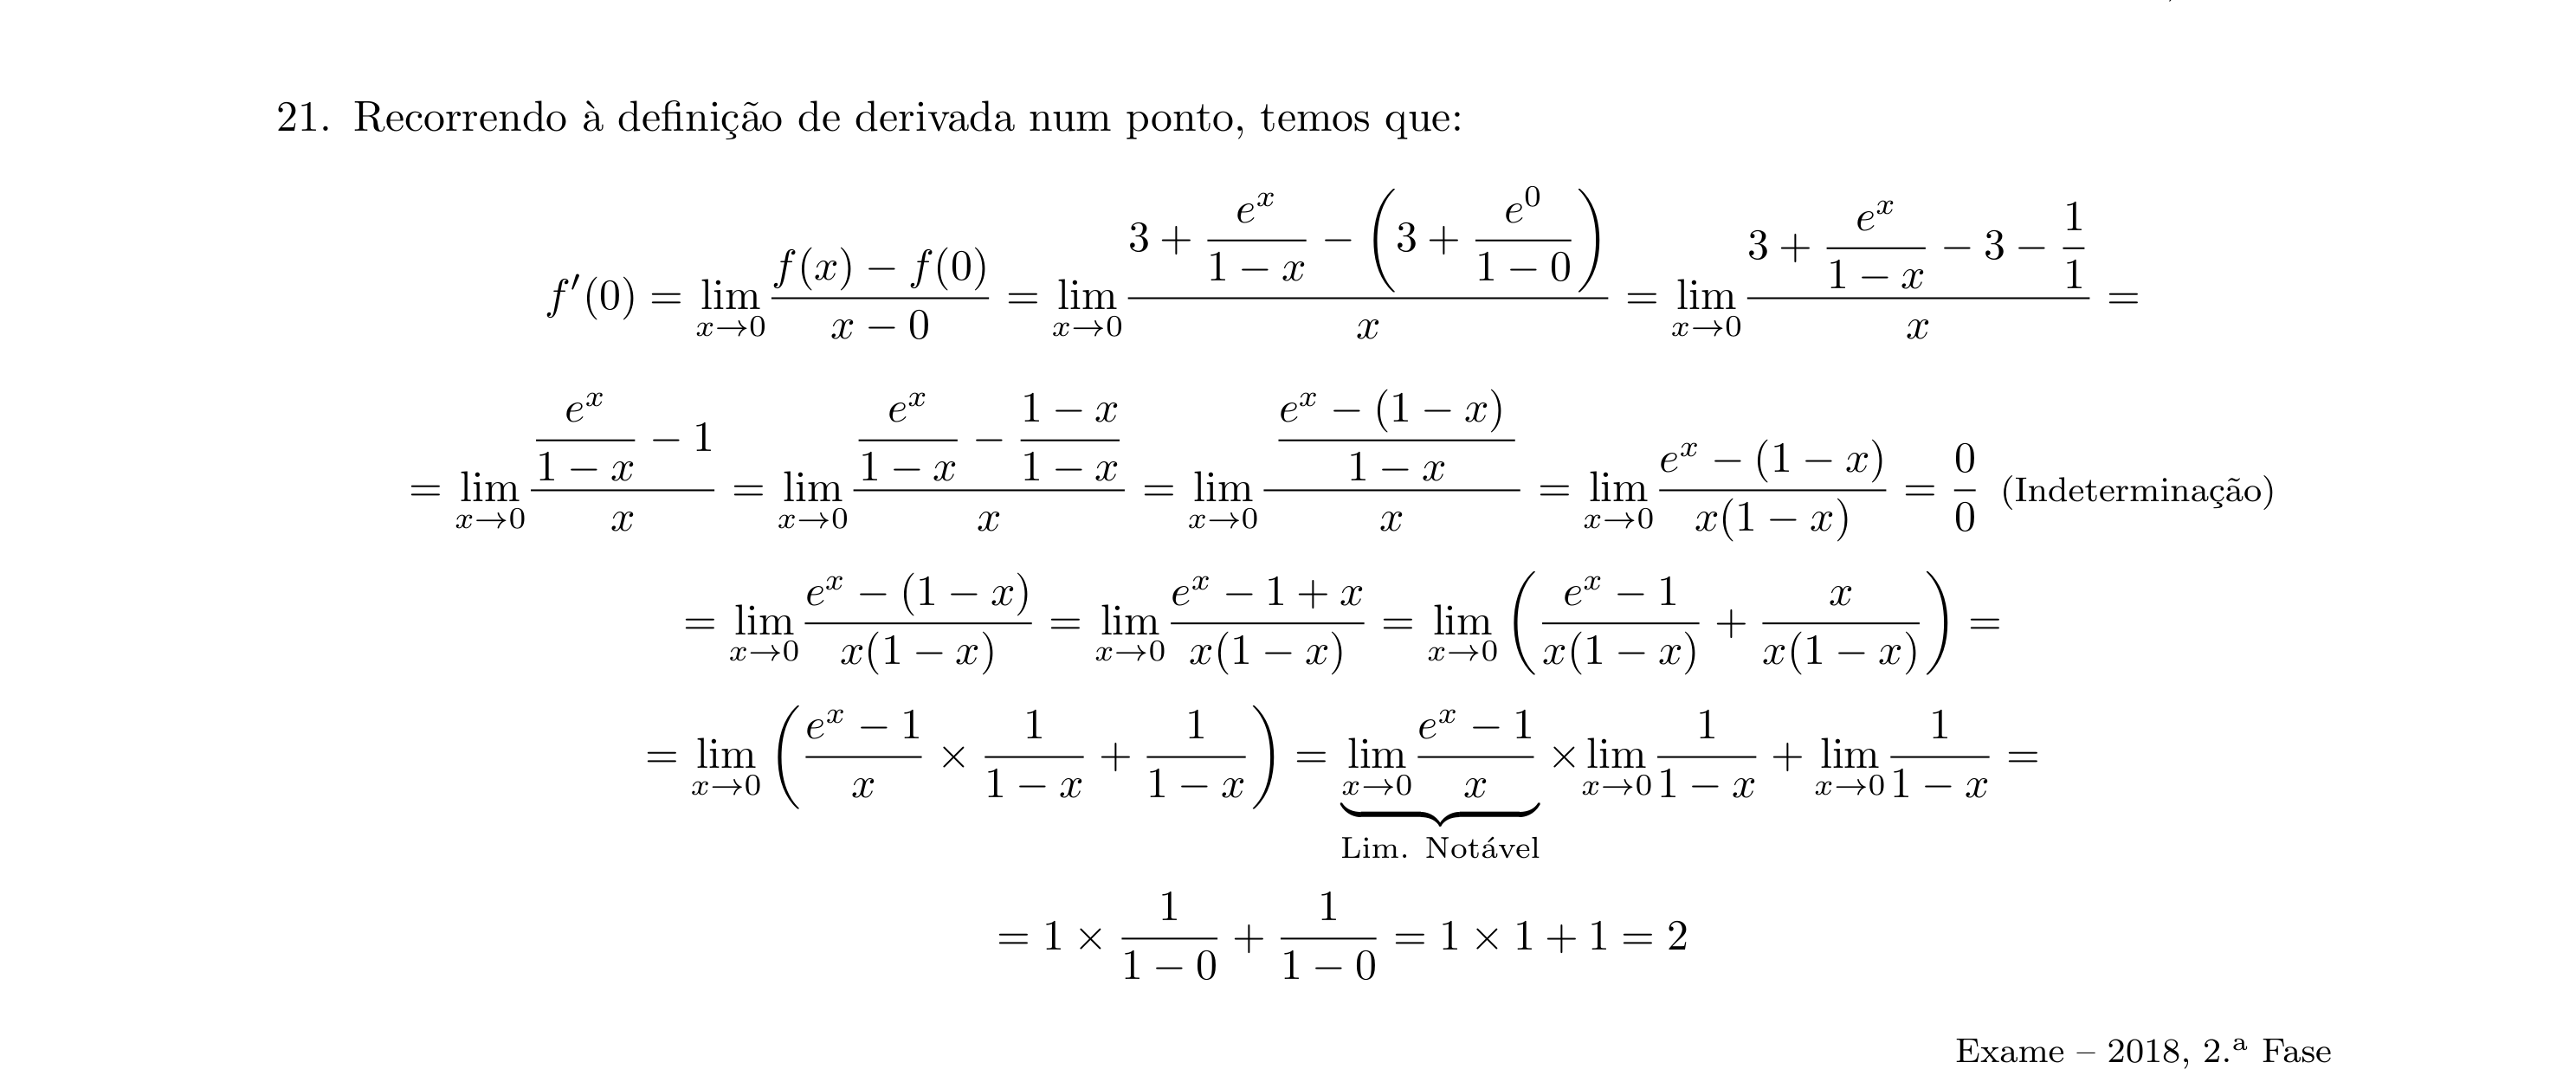 21. Recorrendo à definição de derivada num ponto, temos que:
$f'(0) = \lim_{x \to 0} \frac{f(x) - f(0)}{x - 0} = \lim_{x \to 0} \frac{3 + \frac{e^x}{1 - x} - \left(3 + \frac{e^0}{1 - 0}\right)}{x} = \lim_{x \to 0} \frac{3 + \frac{e^x}{1 - x} - 3 - \frac{1}{1}}{x} =$
$= \lim_{x \to 0} \frac{\frac{e^x}{1 - x} - 1}{x} = \lim_{x \to 0} \frac{\frac{e^x}{1 - x} - \frac{1 - x}{1 - x}}{x} = \lim_{x \to 0} \frac{\frac{e^x - (1 - x)}{1 - x}}{x} = \lim_{x \to 0} \frac{e^x - (1 - x)}{x(1 - x)} = \frac{0}{0}$ (Indeterminação)
$= \lim_{x \to 0} \frac{e^x - (1 - x)}{x(1 - x)} = \lim_{x \to 0} \frac{e^x - 1 + x}{x(1 - x)} = \lim_{x \to 0} \left(\frac{e^x - 1}{x(1 - x)} + \frac{x}{x(1 - x)}\right) =$
$= \lim_{x \to 0} \left(\frac{e^x - 1}{x} \times \frac{1}{1 - x} + \frac{1}{1 - x}\right) = \underbrace{\lim_{x \to 0} \frac{e^x - 1}{x}}_{\text{Lim. Notável}} \times \lim_{x \to 0} \frac{1}{1 - x} + \lim_{x \to 0} \frac{1}{1 - x} =$
$= 1 \times \frac{1}{1 - 0} + \frac{1}{1 - 0} = 1 \times 1 + 1 = 2$
Exame – 2018, 2.ª Fase